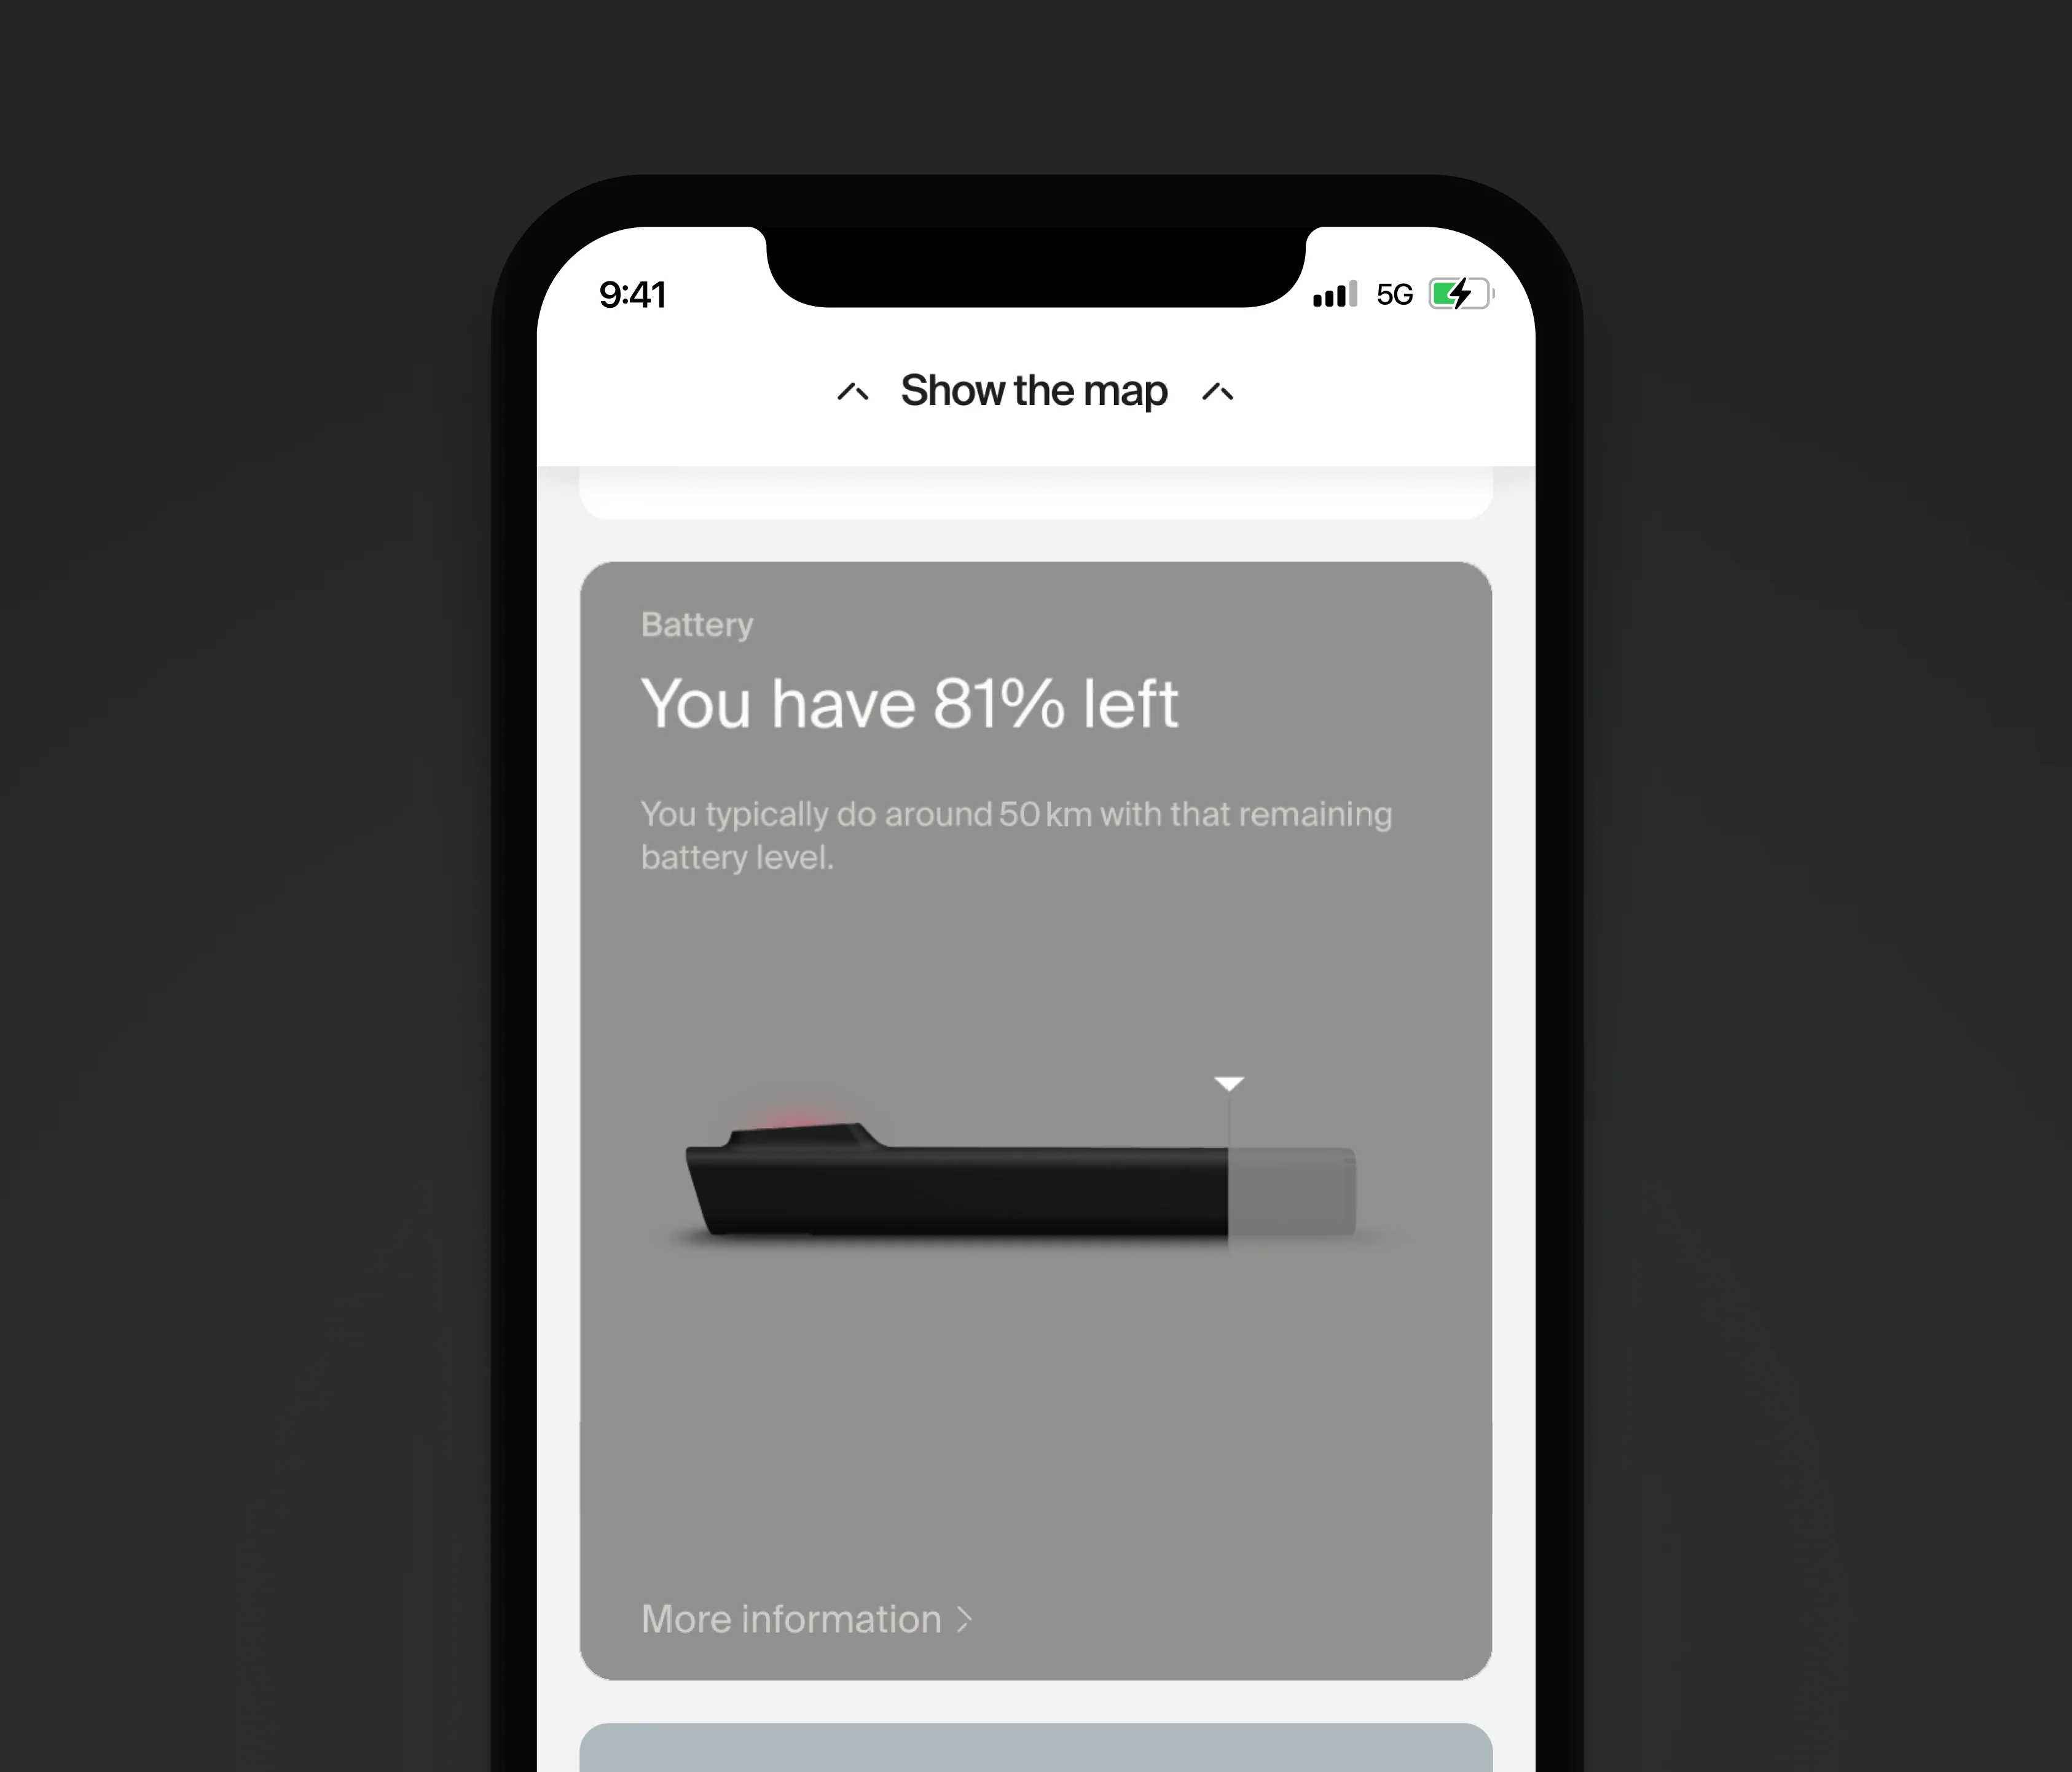 9:41
5G
Show the map
Battery
You have 81% left
You typically do around 50 km with that remaining
battery level.
More information